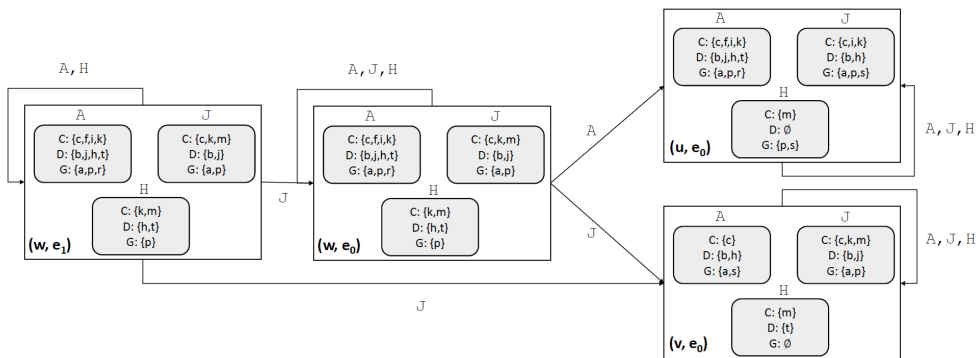 A, H
A J
C: {c,f,i,k}
D: {b,j,h,t}
G: {a,p,r}
C: {c,k,m}
D: {b,j}
G: {a,p}
H
C: {k,m}
D: {h,t}
G: {p}
(w, e₁)
J
A, J, H
A J
C: {c,f,i,k}
D: {b,j,h,t}
G: {a,p,r}
C: {c,k,m}
D: {b,j}
G: {a,p}
H
C: {k,m}
D: {h,t}
G: {p}
(w, e₀)
A
J
J
A J
C: {c,f,i,k}
D: {b,j,h,t}
G: {a,p,r}
C: {c,i,k}
D: {b,h}
G: {a,p,s}
H
C: {m}
D: ∅
G: {p,s}
(u, e₀)
A, J, H
A J
C: {c}
D: {b,h}
G: {a,s}
C: {c,k,m}
D: {b,j}
G: {a,p}
H
C: {m}
D: {t}
G: ∅
(v, e₀)
A, J, H